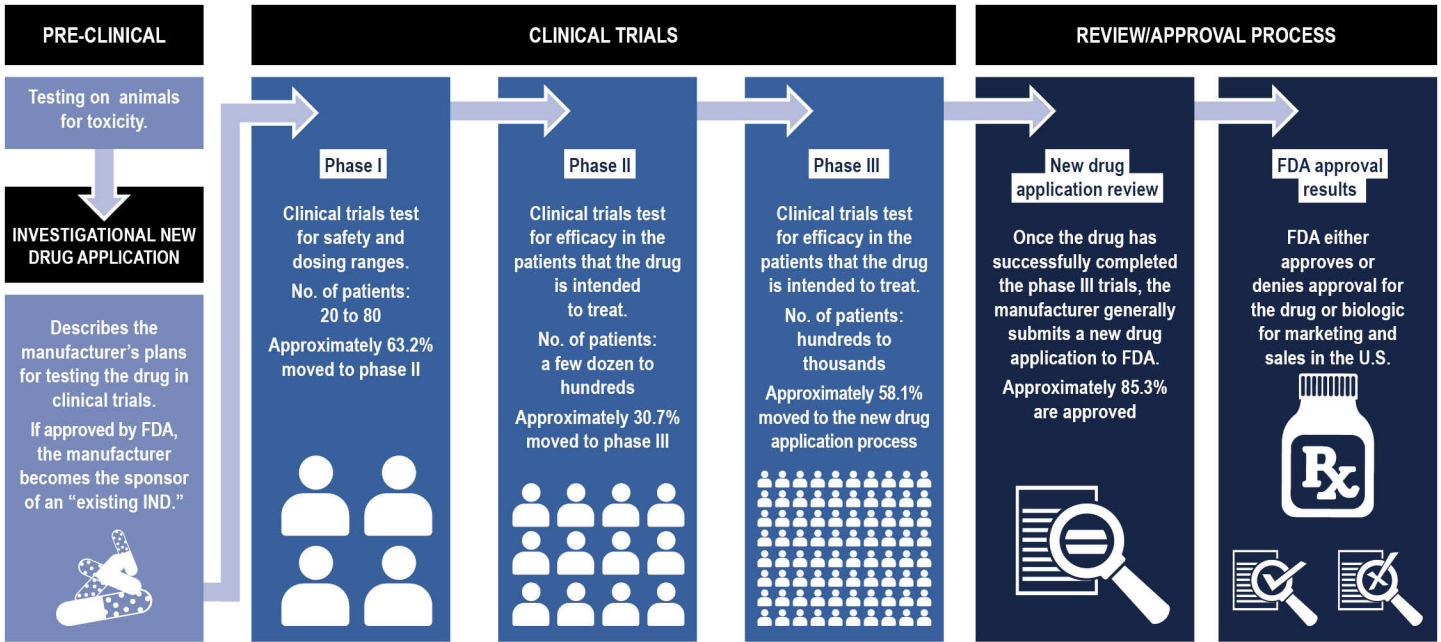 PRE-CLINICAL
Testing on animals
for toxicity.
INVESTIGATIONAL NEW
DRUG APPLICATION
Describes the
manufacturer’s plans
for testing the drug in
clinical trials.
If approved by FDA,
the manufacturer
becomes the sponsor
of an “existing IND.”
CLINICAL TRIALS
Phase I
Clinical trials test
for safety and
dosing ranges.
No. of patients:
20 to 80
Approximately 63.2%
moved to phase II
Phase II
Clinical trials test
for efficacy in the
patients that the drug
is intended
to treat.
No. of patients:
a few dozen to
hundreds
Approximately 30.7%
moved to phase III
Phase III
Clinical trials test
for efficacy in the
patients that the drug
is intended to treat.
No. of patients:
hundreds to
thousands
Approximately 58.1%
moved to the new drug
application process
REVIEW/APPROVAL PROCESS
New drug
application review
Once the drug has
successfully completed
the phase III trials, the
manufacturer generally
submits a new drug
application to FDA.
Approximately 85.3%
are approved
FDA approval
results
FDA either
approves or
denies approval for
the drug or biologic
for marketing and
sales in the U.S.
Rx